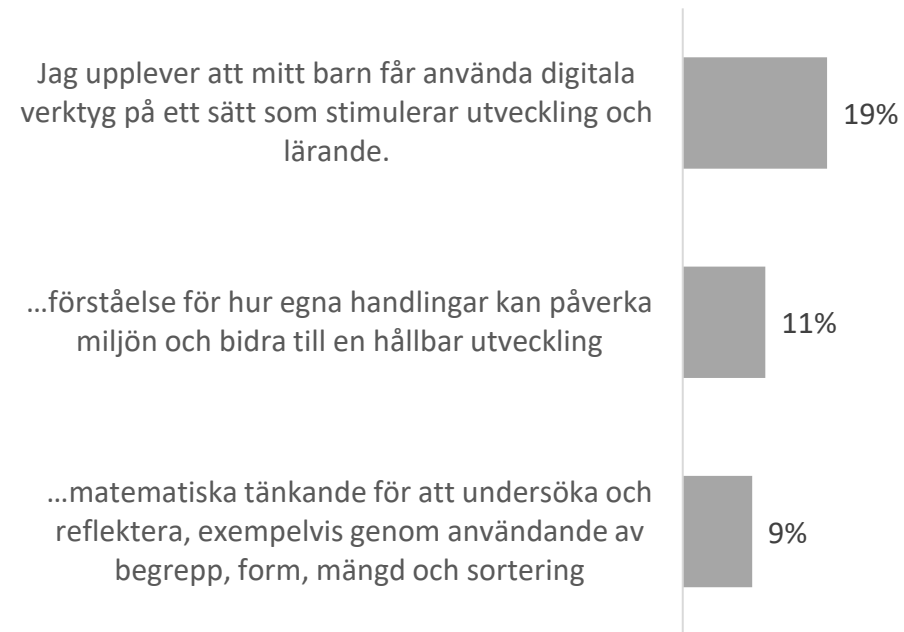 Jag upplever att mitt barn får använda digitala
verktyg på ett sätt som stimulerar utveckling och
lärande.
19%
…förståelse för hur egna handlingar kan påverka
miljön och bidra till en hållbar utveckling
11%
…matematiska tänkande för att undersöka och
reflektera, exempelvis genom användande av
begrepp, form, mängd och sortering
9%